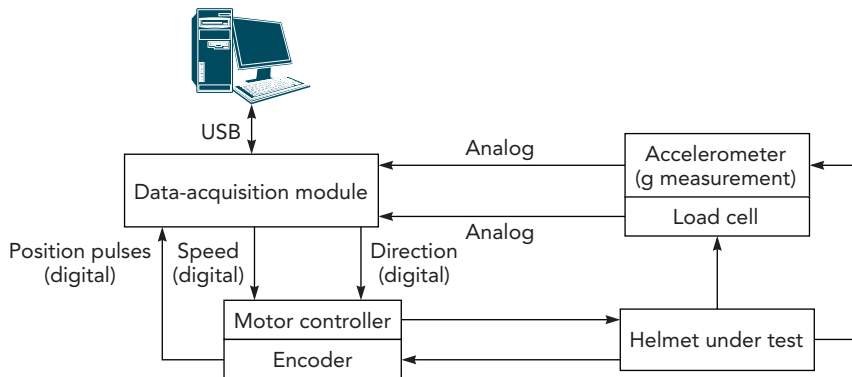 USB
Data-acquisition module
Analog
Accelerometer
(g measurement)
Load cell
Analog
Position pulses
(digital)
Speed
(digital)
Direction
(digital)
Motor controller
Encoder
Helmet under test